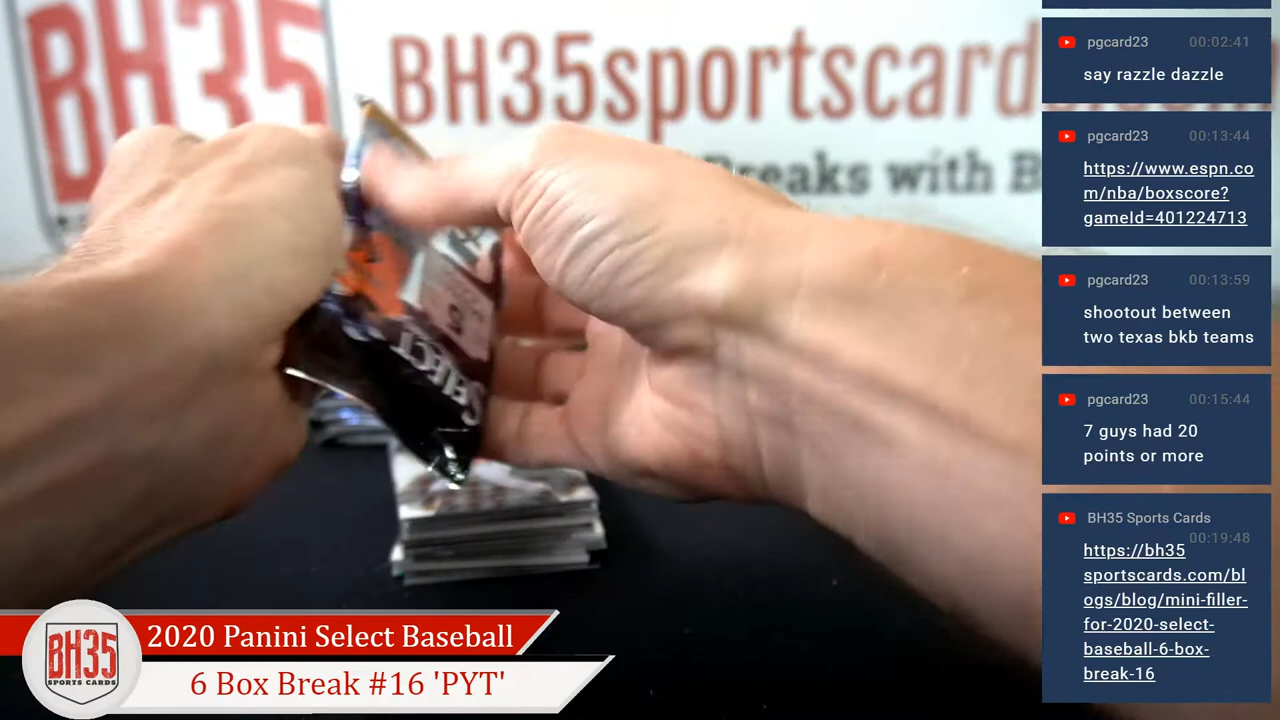 BH35
BH35sportscards.com
Breaks with B
SELECT
pgcard23 00:02:41
say razzle dazzle
pgcard23 00:13:44
https://www.espn.co
m/nba/boxscore?
gameId=401224713
pgcard23 00:13:59
shootout between
two texas bkb teams
pgcard23 00:15:44
7 guys had 20
points or more
BH35 Sports Cards
00:19:48
https://bh35
sportscards.com/bl
ogs/blog/mini-filler-
for-2020-select-
baseball-6-box-
break-16
BH35
SPORTS CARDS
2020 Panini Select Baseball
6 Box Break #16 'PYT'